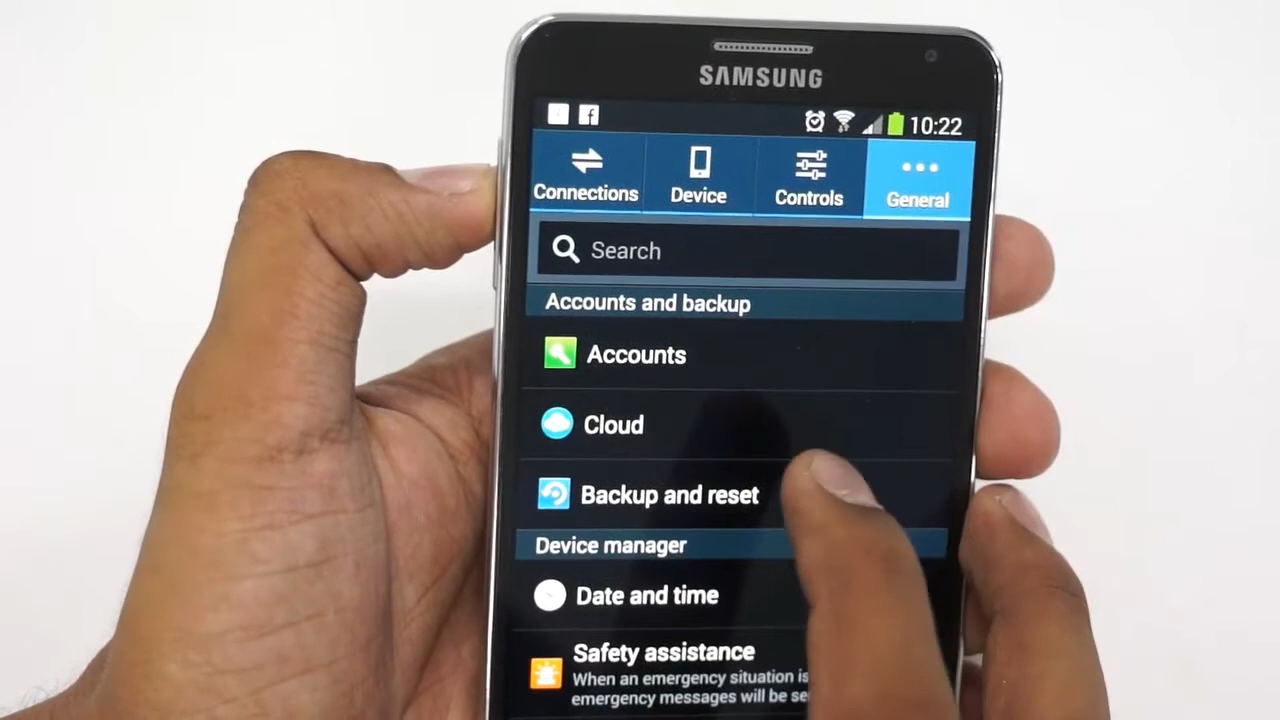 SAMSUNG
10:22
Connections
Device
Controls
General
Search
Accounts and backup
Accounts
Cloud
Backup and reset
Device manager
Date and time
Safety assistance
When an emergency situation is
emergency messages will be